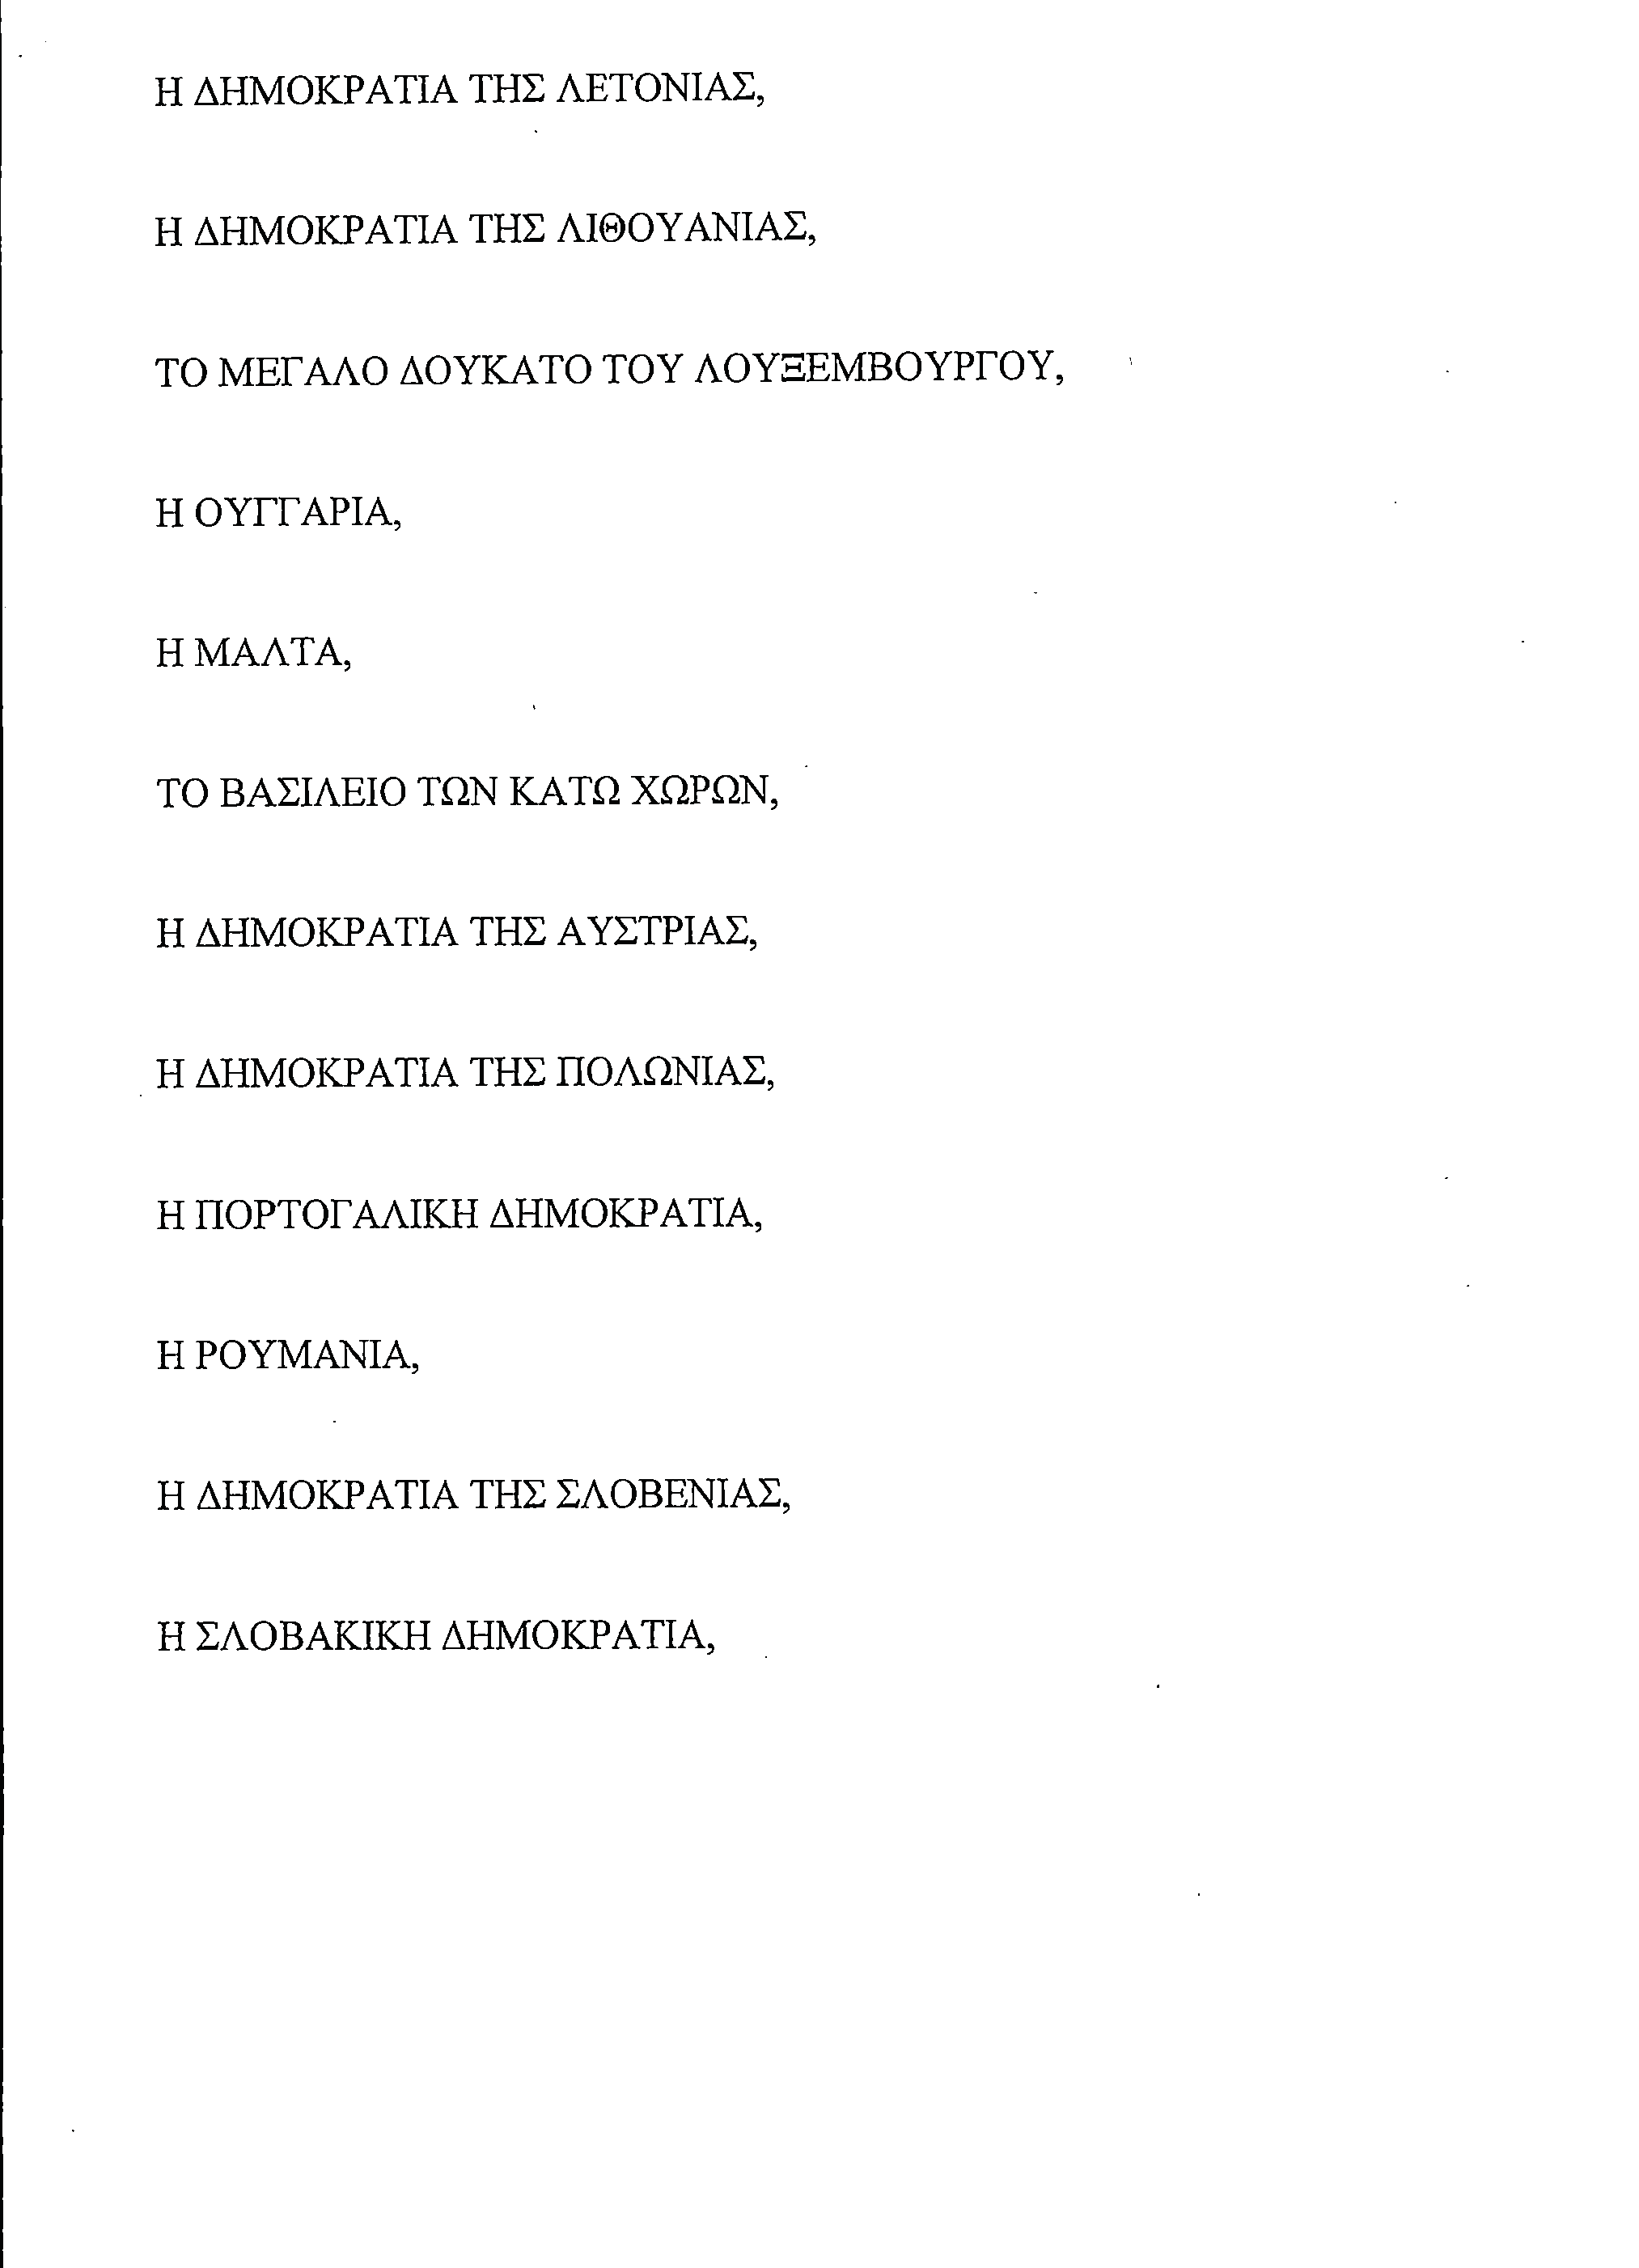 Η ΔΗΜΟΚΡΑΤΙΑ ΤΗΣ ΛΕΤΟΝΙΑΣ,
Η ΔΗΜΟΚΡΑΤΙΑ ΤΗΣ ΛΙΘΟΥΑΝΙΑΣ,
ΤΟ ΜΕΓΑΛΟ ΔΟΥΚΑΤΟ ΤΟΥ ΛΟΥΞΕΜΒΟΥΡΓΟΥ,
Η ΟΥΓΓΑΡΙΑ,
Η ΜΑΛΤΑ,
ΤΟ ΒΑΣΙΛΕΙΟ ΤΩΝ ΚΑΤΩ ΧΩΡΩΝ,
Η ΔΗΜΟΚΡΑΤΙΑ ΤΗΣ ΑΥΣΤΡΙΑΣ,
Η ΔΗΜΟΚΡΑΤΙΑ ΤΗΣ ΠΟΛΩΝΙΑΣ,
Η ΠΟΡΤΟΓΑΛΙΚΗ ΔΗΜΟΚΡΑΤΙΑ,
Η ΡΟΥΜΑΝΙΑ,
Η ΔΗΜΟΚΡΑΤΙΑ ΤΗΣ ΣΛΟΒΕΝΙΑΣ,
Η ΣΛΟΒΑΚΙΚΗ ΔΗΜΟΚΡΑΤΙΑ,